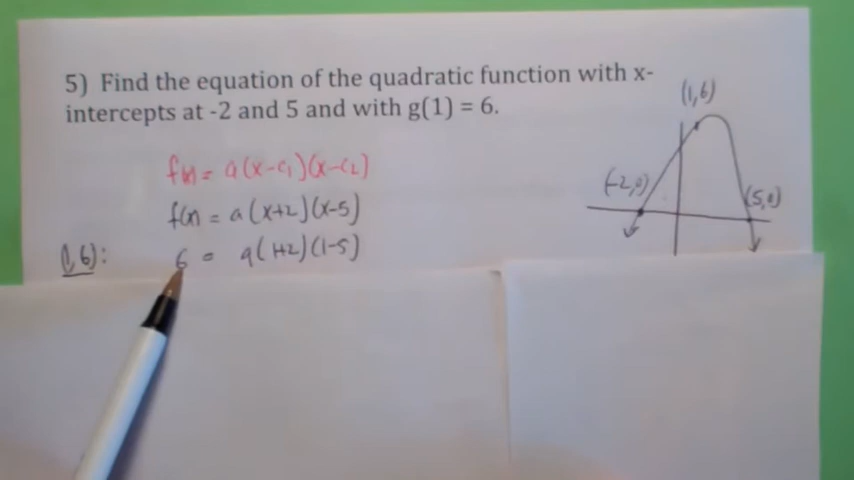 5) Find the equation of the quadratic function with x-
intercepts at -2 and 5 and with g(1) = 6.
f(x) = a(x-c₁)(x-c₂)
f(x) = a(x+2)(x-5)
(1,6): 6 = a(1+2)(1-5)
(1,6)
(-2,0)
(5,0)